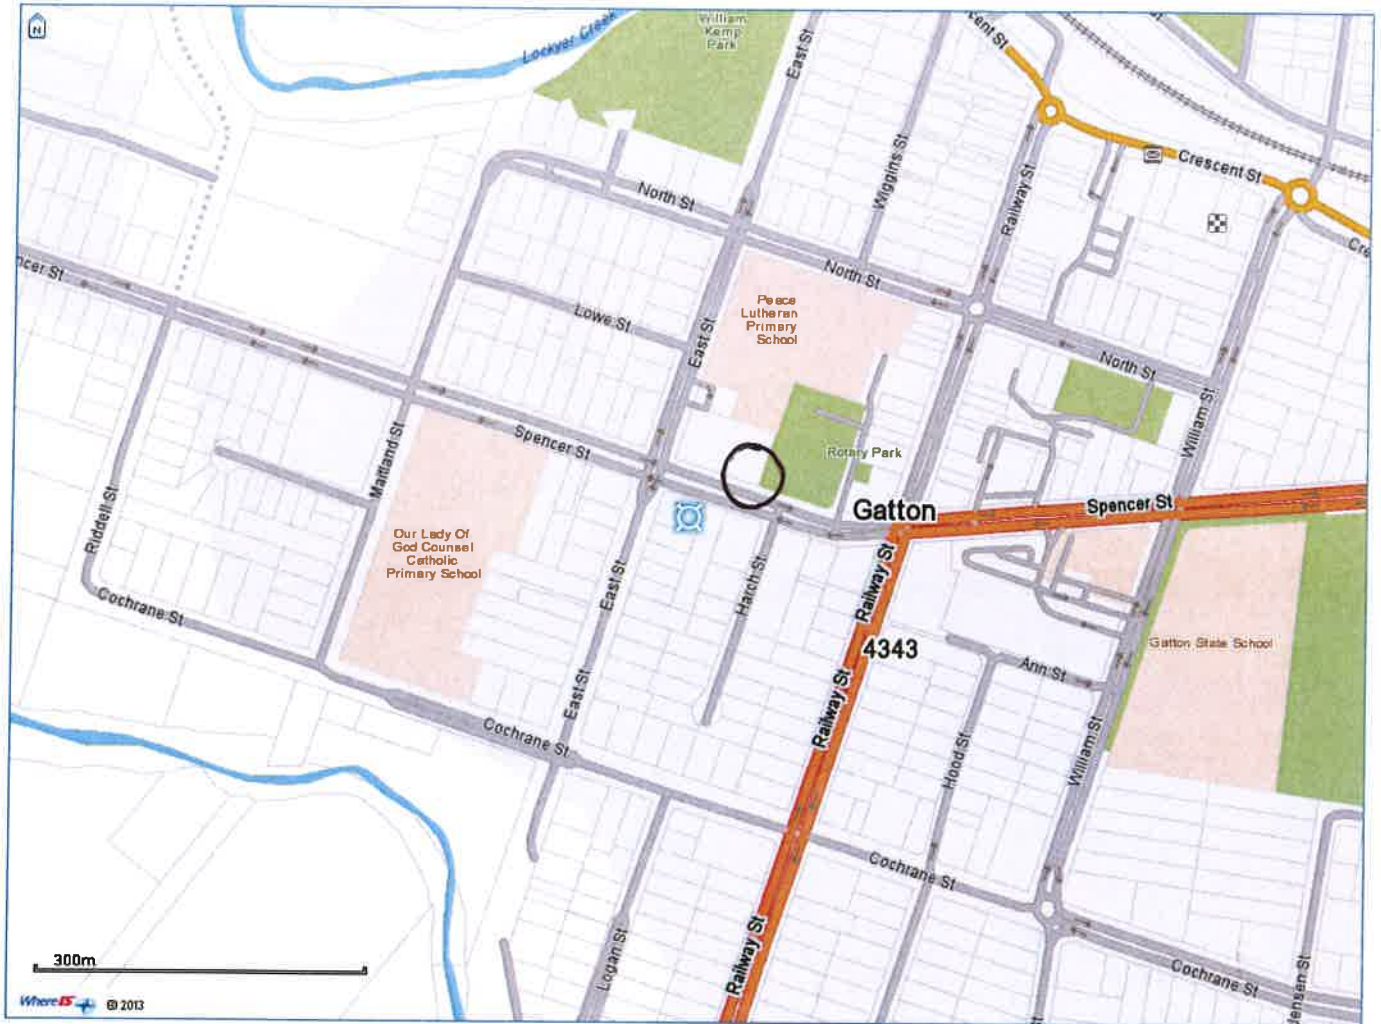 N
Lockyer Creek
William
Kemp
Park
East St
cent St
Crescent St
Wiggins St
Railway St
North St
North St
Cre
ncer St
Lowe St
East St
Peace
Lutheran
Primary
School
North St
William St
Maitland St
Spencer St
Rotary Park
Gatton
Spencer St
Riddell St
Our Lady Of
God Counsel
Catholic
Primary School
East St
Harch St
Railway St
Cochrane St
4343
Gatton State School
Ann St
East St
Railway St
Cochrane St
Hood St
William St
Cochrane St
Logan St
Railway St
Cochrane St
Jensen St
St
300m
WhereiS © 2013